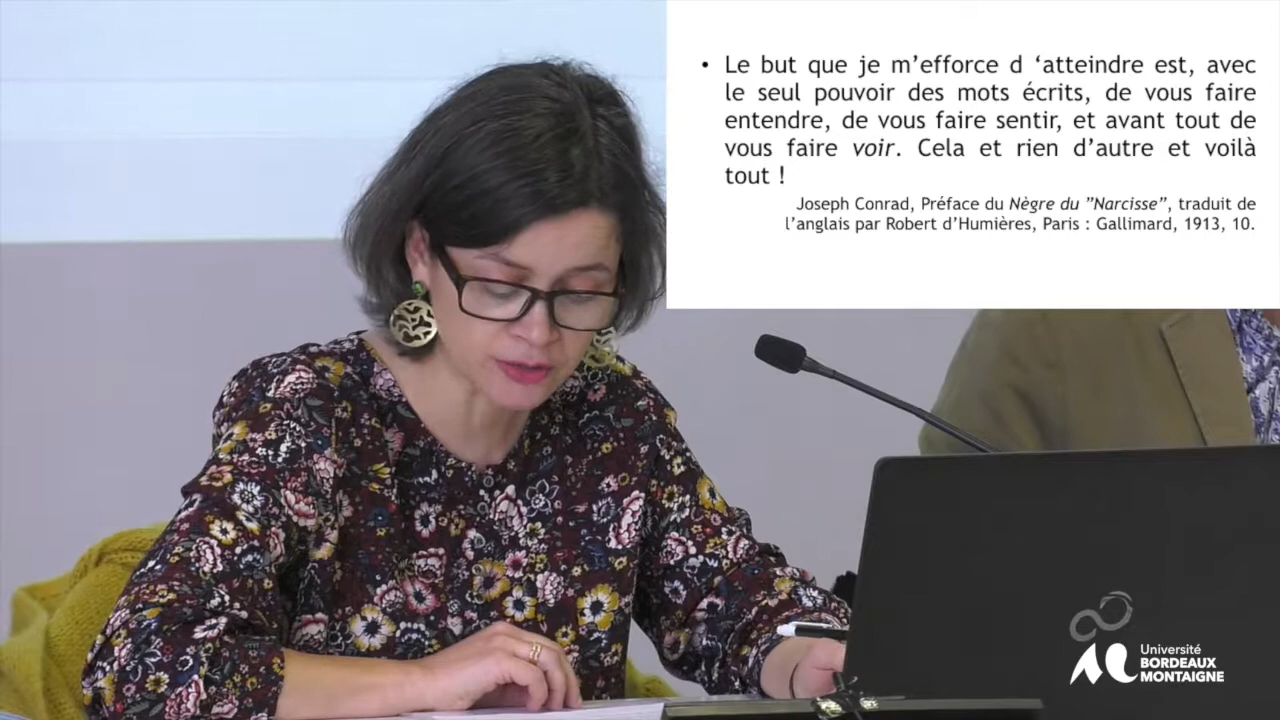 • Le but que je m’efforce d ‘atteindre est, avec
le seul pouvoir des mots écrits, de vous faire
entendre, de vous faire sentir, et avant tout de
vous faire voir. Cela et rien d’autre et voilà
tout !
Joseph Conrad, Préface du Nègre du ”Narcisse”, traduit de
l’anglais par Robert d’Humières, Paris : Gallimard, 1913, 10.
Université
BORDEAUX
MONTAIGNE